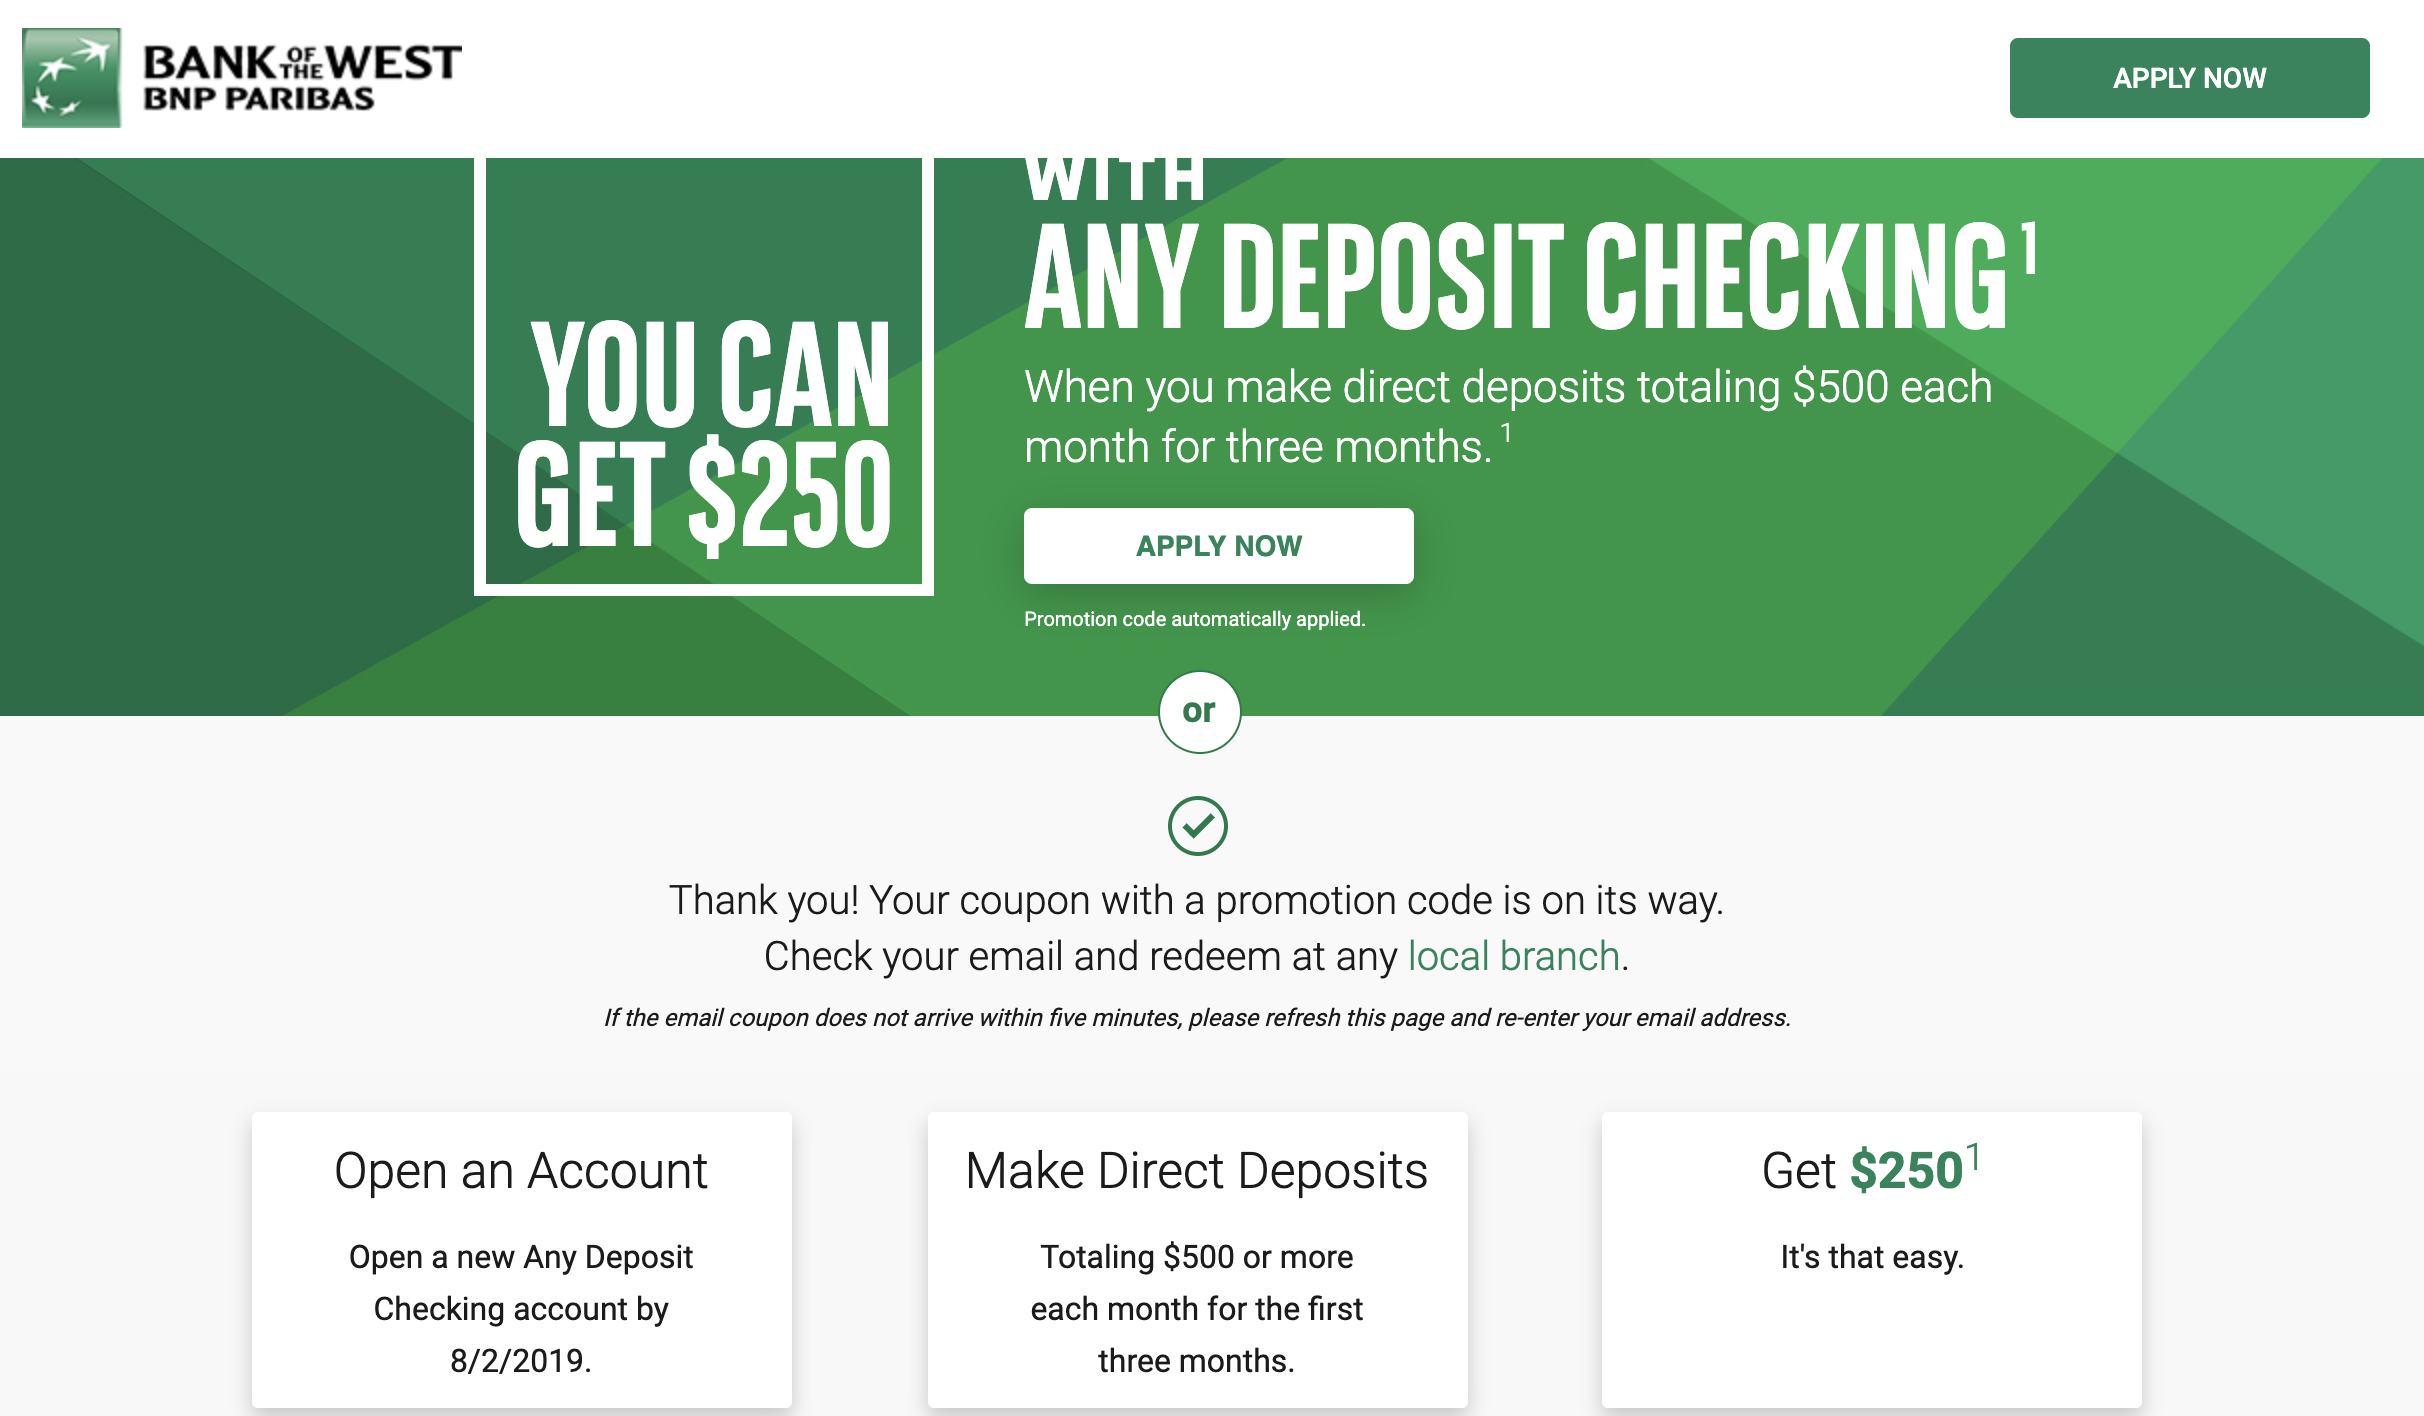 BANK OF THE WEST
BNP PARIBAS
APPLY NOW
YOU CAN
GET $250
WITH
ANY DEPOSIT CHECKING¹
When you make direct deposits totaling $500 each
month for three months. ¹
APPLY NOW
Promotion code automatically applied.
or
Thank you! Your coupon with a promotion code is on its way.
Check your email and redeem at any local branch.
If the email coupon does not arrive within five minutes, please refresh this page and re-enter your email address.
Open an Account
Open a new Any Deposit
Checking account by
8/2/2019.
Make Direct Deposits
Totaling $500 or more
each month for the first
three months.
Get $250¹
It's that easy.